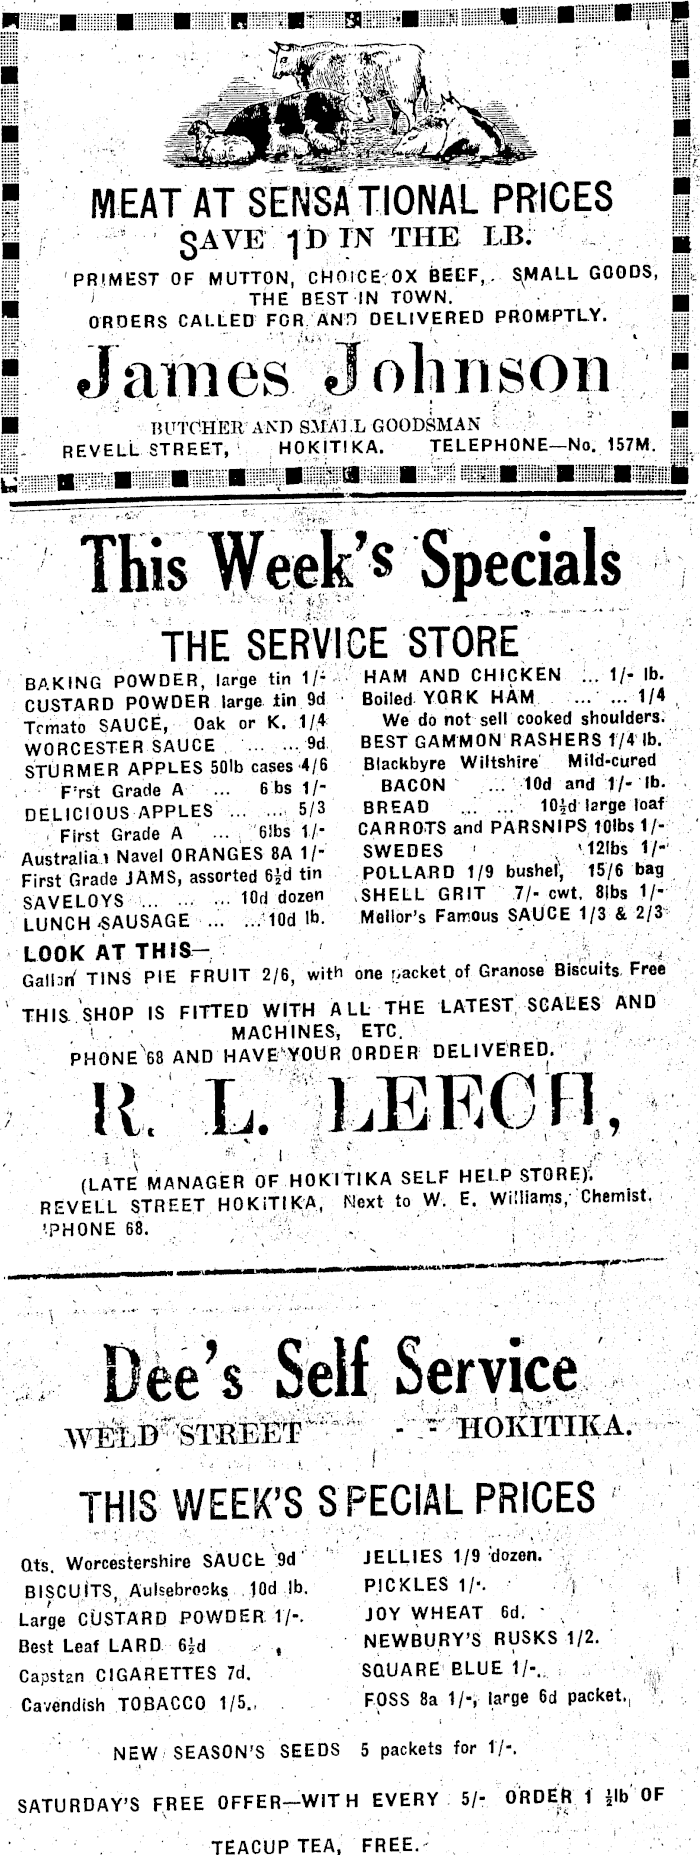 MEAT AT SENSATIONAL PRICES
SAVE 1D IN THE LB.
PRIMEST OF MUTTON, CHOICE OX BEEF, SMALL GOODS,
THE BEST IN TOWN.
ORDERS CALLED FOR AND DELIVERED PROMPTLY.
James Johnson
BUTCHER AND SMALL GOODSMAN
REVELL STREET, HOKITIKA. TELEPHONE—No. 157M.
This Week's Specials
THE SERVICE STORE
BAKING POWDER, large tin 1/-
CUSTARD POWDER large tin 9d
Tomato SAUCE, Oak or K. 1/4
WORCESTER SAUCE ... ... 9d
STURMER APPLES 50lb cases 4/6
First Grade A ... 6 lbs 1/-
DELICIOUS APPLES ... ... 5/3
First Grade A ... 6lbs 1/-
Australian Navel ORANGES 8A 1/-
First Grade JAMS, assorted 6½d tin
SAVELOYS ... ... ... 10d dozen
LUNCH SAUSAGE ... ... 10d lb.
HAM AND CHICKEN ... 1/- lb.
Boiled YORK HAM ... ... 1/4
We do not sell cooked shoulders.
BEST GAMMON RASHERS 1/4 lb.
Blackbyre Wiltshire Mild-cured
BACON ... 10d and 1/- lb.
BREAD ... ... 10½d large loaf
CARROTS and PARSNIPS 10lbs 1/-
SWEDES 12lbs 1/-
POLLARD 1/9 bushel, 15/6 bag
SHELL GRIT 7/- cwt. 8lbs 1/-
Mellor's Famous SAUCE 1/3 & 2/3
LOOK AT THIS—
Gallon TINS PIE FRUIT 2/6, with one packet of Granose Biscuits Free
THIS SHOP IS FITTED WITH ALL THE LATEST SCALES AND
MACHINES, ETC.
PHONE 68 AND HAVE YOUR ORDER DELIVERED.
R. L. LEECH,
(LATE MANAGER OF HOKITIKA SELF HELP STORE).
REVELL STREET HOKITIKA, Next to W. E. Williams, Chemist.
'PHONE 68.
Dee's Self Service
WELD STREET - - HOKITIKA.
THIS WEEK'S SPECIAL PRICES
Qts. Worcestershire SAUCE 9d
BISCUITS, Aulsebrooks 10d lb.
Large CUSTARD POWDER 1/-.
Best Leaf LARD 6½d
Capstan CIGARETTES 7d.
Cavendish TOBACCO 1/5.
JELLIES 1/9 dozen.
PICKLES 1/-.
JOY WHEAT 6d.
NEWBURY'S RUSKS 1/2.
SQUARE BLUE 1/-.
FOSS 8a 1/-, large 6d packet.
NEW SEASON'S SEEDS 5 packets for 1/-.
SATURDAY'S FREE OFFER—WITH EVERY 5/- ORDER 1 ½lb OF
TEACUP TEA, FREE.